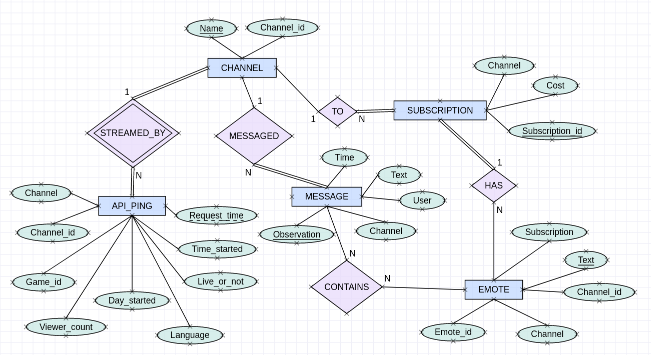 Name
Channel_id
CHANNEL
Channel
Cost
1
STREAMED_BY
1
MESSAGED
1
TO
N
SUBSCRIPTION
Subscription_id
Time
N
N
1
Text
HAS
Channel
API_PING
Request_time
MESSAGE
User
N
Channel_id
Observation
Channel
Subscription
Time_started
N
Text
Game_id
Live_or_not
CONTAINS
N
EMOTE
Channel_id
Day_started
Viewer_count
Language
Emote_id
Channel